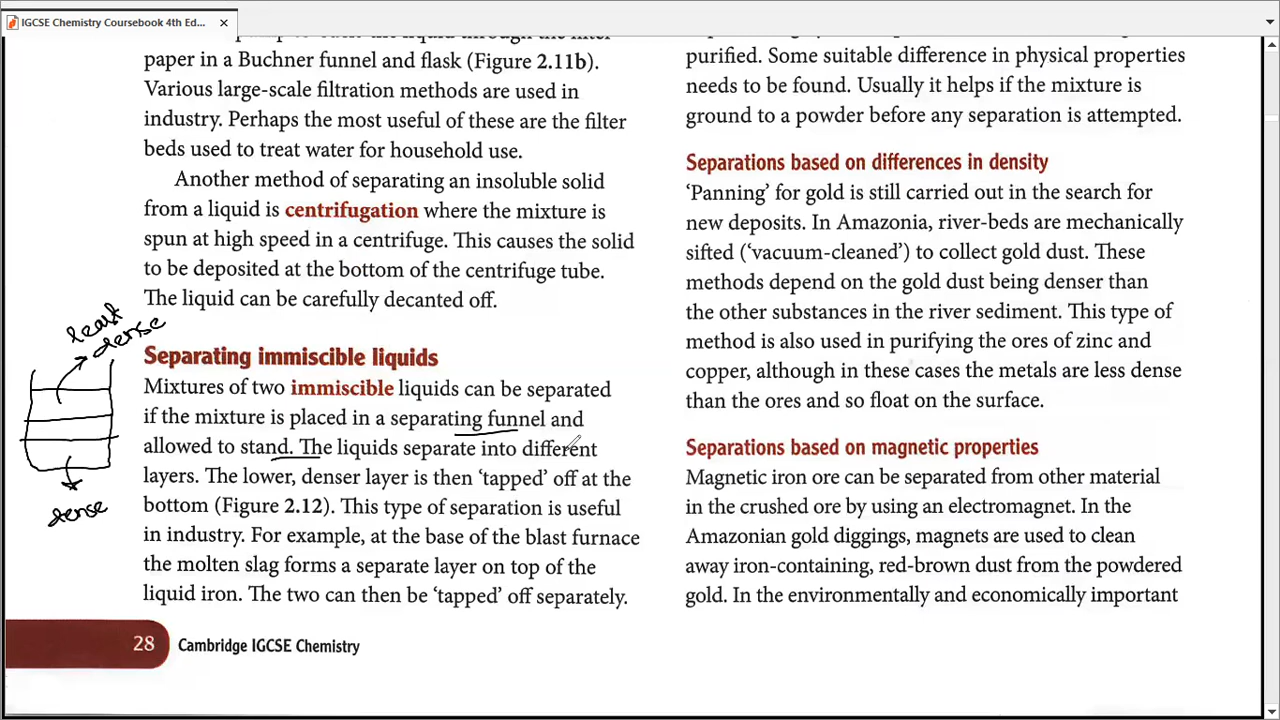 IGCSE Chemistry Coursebook 4th Ed...
paper in a Buchner funnel and flask (Figure 2.11b).
Various large-scale filtration methods are used in
industry. Perhaps the most useful of these are the filter
beds used to treat water for household use.
Another method of separating an insoluble solid
from a liquid is centrifugation where the mixture is
spun at high speed in a centrifuge. This causes the solid
to be deposited at the bottom of the centrifuge tube.
The liquid can be carefully decanted off.
least
dense
Separating immiscible liquids
Mixtures of two immiscible liquids can be separated
if the mixture is placed in a separating funnel and
allowed to stand. The liquids separate into different
layers. The lower, denser layer is then ‘tapped’ off at the
bottom (Figure 2.12). This type of separation is useful
in industry. For example, at the base of the blast furnace
the molten slag forms a separate layer on top of the
liquid iron. The two can then be ‘tapped’ off separately.
dense
purified. Some suitable difference in physical properties
needs to be found. Usually it helps if the mixture is
ground to a powder before any separation is attempted.
Separations based on differences in density
‘Panning’ for gold is still carried out in the search for
new deposits. In Amazonia, river-beds are mechanically
sifted (‘vacuum-cleaned’) to collect gold dust. These
methods depend on the gold dust being denser than
the other substances in the river sediment. This type of
method is also used in purifying the ores of zinc and
copper, although in these cases the metals are less dense
than the ores and so float on the surface.
Separations based on magnetic properties
Magnetic iron ore can be separated from other material
in the crushed ore by using an electromagnet. In the
Amazonian gold diggings, magnets are used to clean
away iron-containing, red-brown dust from the powdered
gold. In the environmentally and economically important
28
Cambridge IGCSE Chemistry